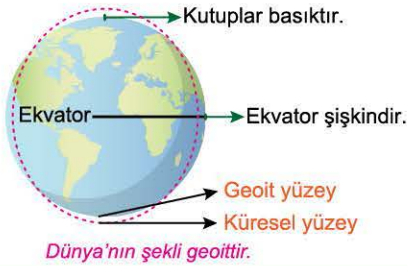 Kutuplar basıktır.
Ekvator
Ekvator şişkindir.
Geoit yüzey
Küresel yüzey
Dünya'nın şekli geoittir.